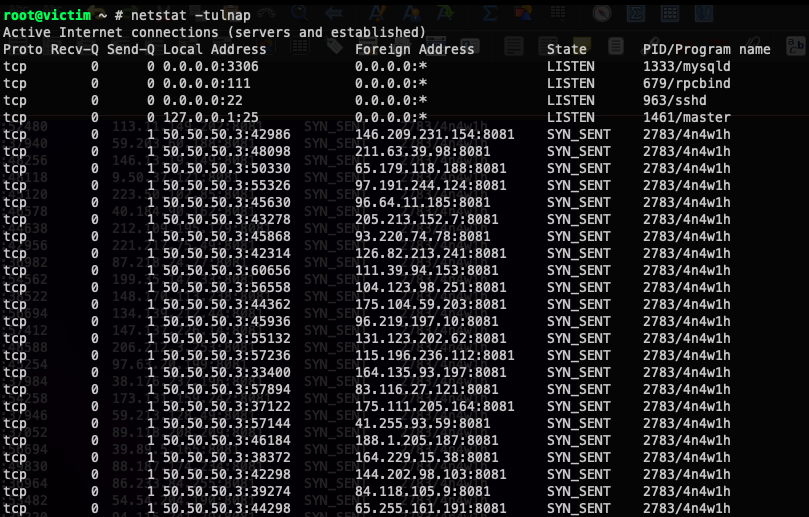 root@victim ~ # netstat -tulnap
Active Internet connections (servers and established)
Proto Recv-Q Send-Q Local Address Foreign Address State PID/Program name
tcp 0 0 0.0.0.0:3306 0.0.0.0:* LISTEN 1333/mysqld
tcp 0 0 0.0.0.0:111 0.0.0.0:* LISTEN 679/rpcbind
tcp 0 0 0.0.0.0:22 0.0.0.0:* LISTEN 963/sshd
tcp 0 0 127.0.0.1:25 0.0.0.0:* LISTEN 1461/master
tcp 0 1 50.50.50.3:42986 146.209.231.154:8081 SYN_SENT 2783/4n4w1h
tcp 0 1 50.50.50.3:48098 211.63.39.98:8081 SYN_SENT 2783/4n4w1h
tcp 0 1 50.50.50.3:50330 65.179.118.188:8081 SYN_SENT 2783/4n4w1h
tcp 0 1 50.50.50.3:55326 97.191.244.124:8081 SYN_SENT 2783/4n4w1h
tcp 0 1 50.50.50.3:45630 96.64.11.185:8081 SYN_SENT 2783/4n4w1h
tcp 0 1 50.50.50.3:43278 205.213.152.7:8081 SYN_SENT 2783/4n4w1h
tcp 0 1 50.50.50.3:45868 93.220.74.78:8081 SYN_SENT 2783/4n4w1h
tcp 0 1 50.50.50.3:42314 126.82.213.241:8081 SYN_SENT 2783/4n4w1h
tcp 0 1 50.50.50.3:60656 111.39.94.153:8081 SYN_SENT 2783/4n4w1h
tcp 0 1 50.50.50.3:56558 104.123.98.251:8081 SYN_SENT 2783/4n4w1h
tcp 0 1 50.50.50.3:44362 175.104.59.203:8081 SYN_SENT 2783/4n4w1h
tcp 0 1 50.50.50.3:45936 96.219.197.10:8081 SYN_SENT 2783/4n4w1h
tcp 0 1 50.50.50.3:55132 131.123.202.62:8081 SYN_SENT 2783/4n4w1h
tcp 0 1 50.50.50.3:57236 115.196.236.112:8081 SYN_SENT 2783/4n4w1h
tcp 0 1 50.50.50.3:33400 164.135.93.197:8081 SYN_SENT 2783/4n4w1h
tcp 0 1 50.50.50.3:57894 83.116.27.121:8081 SYN_SENT 2783/4n4w1h
tcp 0 1 50.50.50.3:37122 175.111.205.164:8081 SYN_SENT 2783/4n4w1h
tcp 0 1 50.50.50.3:57144 41.255.93.59:8081 SYN_SENT 2783/4n4w1h
tcp 0 1 50.50.50.3:46184 188.1.205.187:8081 SYN_SENT 2783/4n4w1h
tcp 0 1 50.50.50.3:38372 164.229.15.38:8081 SYN_SENT 2783/4n4w1h
tcp 0 1 50.50.50.3:42298 144.202.98.103:8081 SYN_SENT 2783/4n4w1h
tcp 0 1 50.50.50.3:39274 84.118.105.9:8081 SYN_SENT 2783/4n4w1h
tcp 0 1 50.50.50.3:44298 65.255.161.191:8081 SYN_SENT 2783/4n4w1h